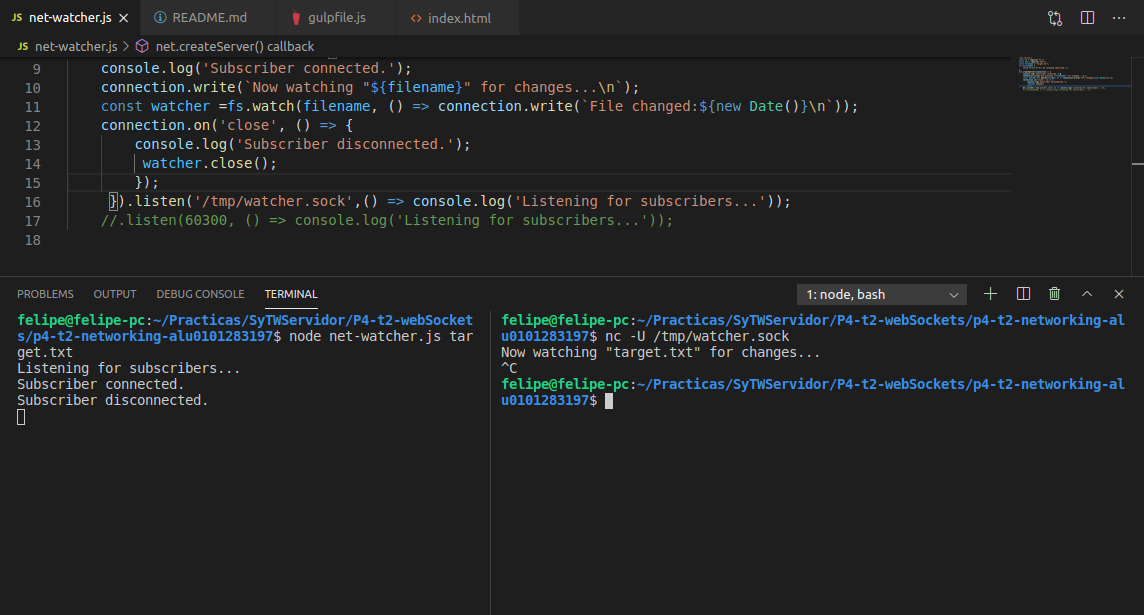 JS net-watcher.js
README.md
gulpfile.js
index.html
JS net-watcher.js > net.createServer() callback
9 console.log('Subscriber connected.');
10 connection.write(`Now watching "${filename}" for changes...\n`);
11 const watcher =fs.watch(filename, () => connection.write(`File changed:${new Date()}\n`));
12 connection.on('close', () => {
13 console.log('Subscriber disconnected.');
14 watcher.close();
15 });
16 }).listen('/tmp/watcher.sock',() => console.log('Listening for subscribers...'));
17 //.listen(60300, () => console.log('Listening for subscribers...'));
18
PROBLEMS OUTPUT DEBUG CONSOLE TERMINAL
1: node, bash
felipe@felipe-pc:~/Practicas/SyTWServidor/P4-t2-webSocket
s/p4-t2-networking-alu0101283197$ node net-watcher.js tar
get.txt
Listening for subscribers...
Subscriber connected.
Subscriber disconnected.
felipe@felipe-pc:~/Practicas/SyTWServidor/P4-t2-webSockets/p4-t2-networking-al
u0101283197$ nc -U /tmp/watcher.sock
Now watching "target.txt" for changes...
^C
felipe@felipe-pc:~/Practicas/SyTWServidor/P4-t2-webSockets/p4-t2-networking-al
u0101283197$